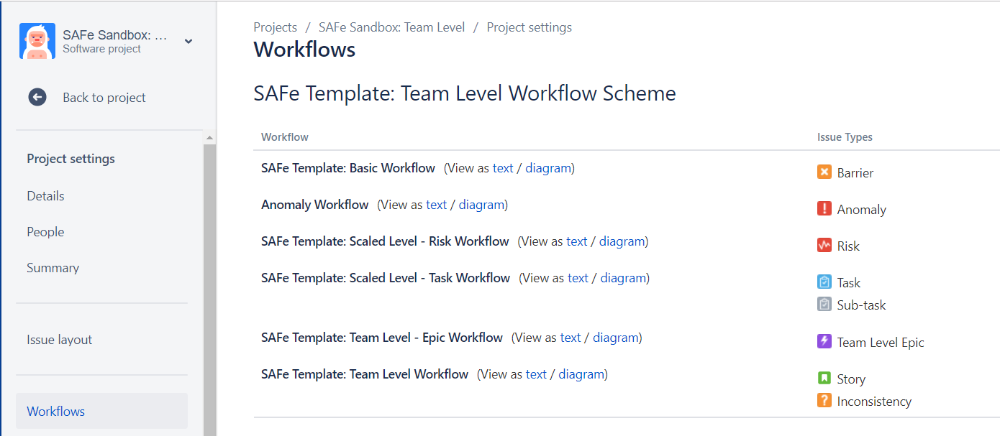 SAFe Sandbox: ...
Software project
Back to project
Project settings
Details
People
Summary
Issue layout
Workflows
Projects / SAFe Sandbox: Team Level / Project settings
Workflows
SAFe Template: Team Level Workflow Scheme
Workflow Issue Types
SAFe Template: Basic Workflow (View as text / diagram) Barrier
Anomaly Workflow (View as text / diagram) Anomaly
SAFe Template: Scaled Level - Risk Workflow (View as text / diagram) Risk
SAFe Template: Scaled Level - Task Workflow (View as text / diagram) Task
Sub-task
SAFe Template: Team Level - Epic Workflow (View as text / diagram) Team Level Epic
SAFe Template: Team Level Workflow (View as text / diagram) Story
Inconsistency